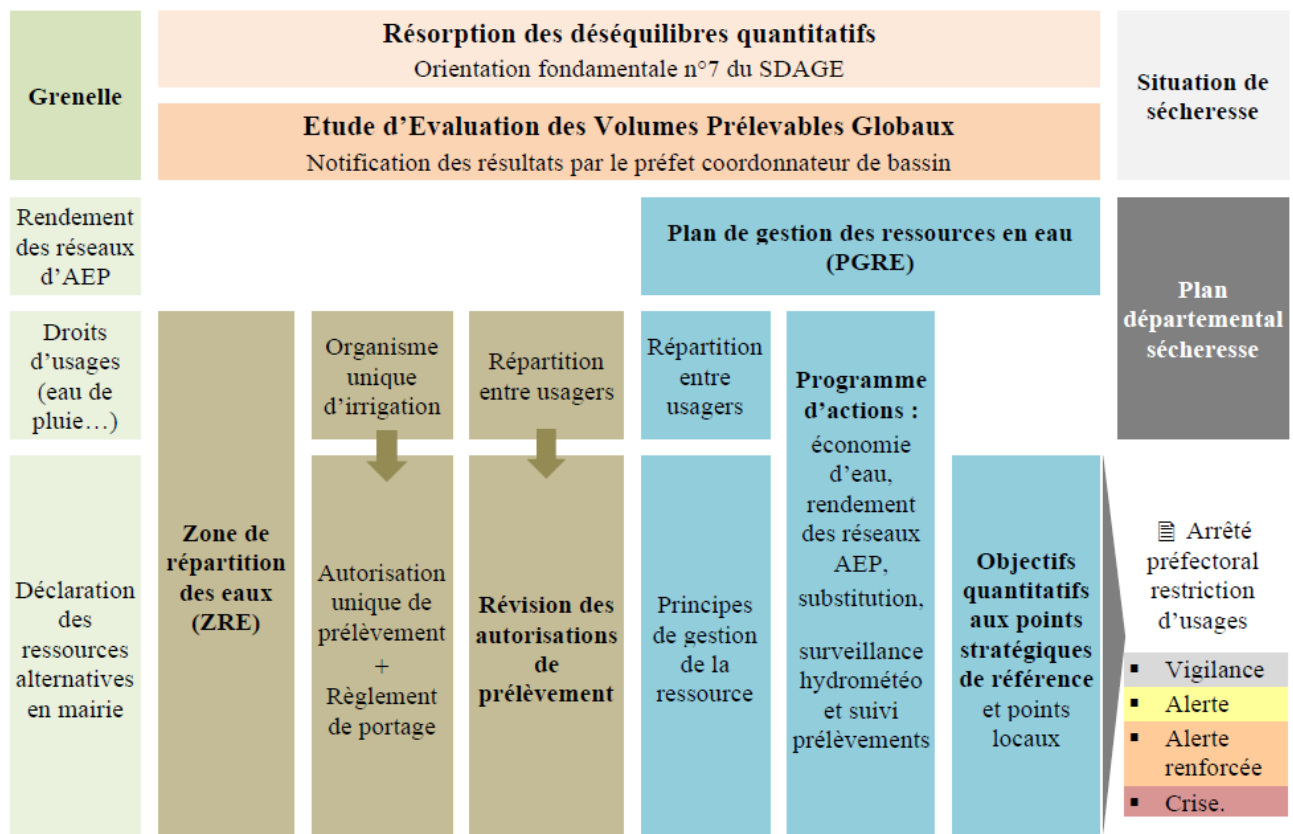 Grenelle
Résorption des déséquilibres quantitatifs
Orientation fondamentale n°7 du SDAGE
Etude d’Evaluation des Volumes Prélevables Globaux
Notification des résultats par le préfet coordonnateur de bassin
Situation de
sécheresse
Rendement
des réseaux
d’AEP
Plan de gestion des ressources en eau
(PGRE)
Plan
départemental
sécheresse
Droits
d’usages
(eau de
pluie…)
Organisme
unique
d’irrigation
Répartition
entre usagers
Répartition
entre
usagers
Programme
d’actions :
économie
d’eau,
rendement
des réseaux
AEP,
substitution,
surveillance
hydrométéo
et suivi
prélèvements
Déclaration
des
ressources
alternatives
en mairie
Zone de
répartition
des eaux
(ZRE)
Autorisation
unique de
prélèvement
+
Règlement
de portage
Révision des
autorisations
de
prélèvement
Principes
de gestion
de la
ressource
Objectifs
quantitatifs
aux points
stratégiques
de référence
et points
locaux
Arrêté
préfectoral
restriction
d’usages
▪ Vigilance
▪ Alerte
▪ Alerte
renforcée
▪ Crise.